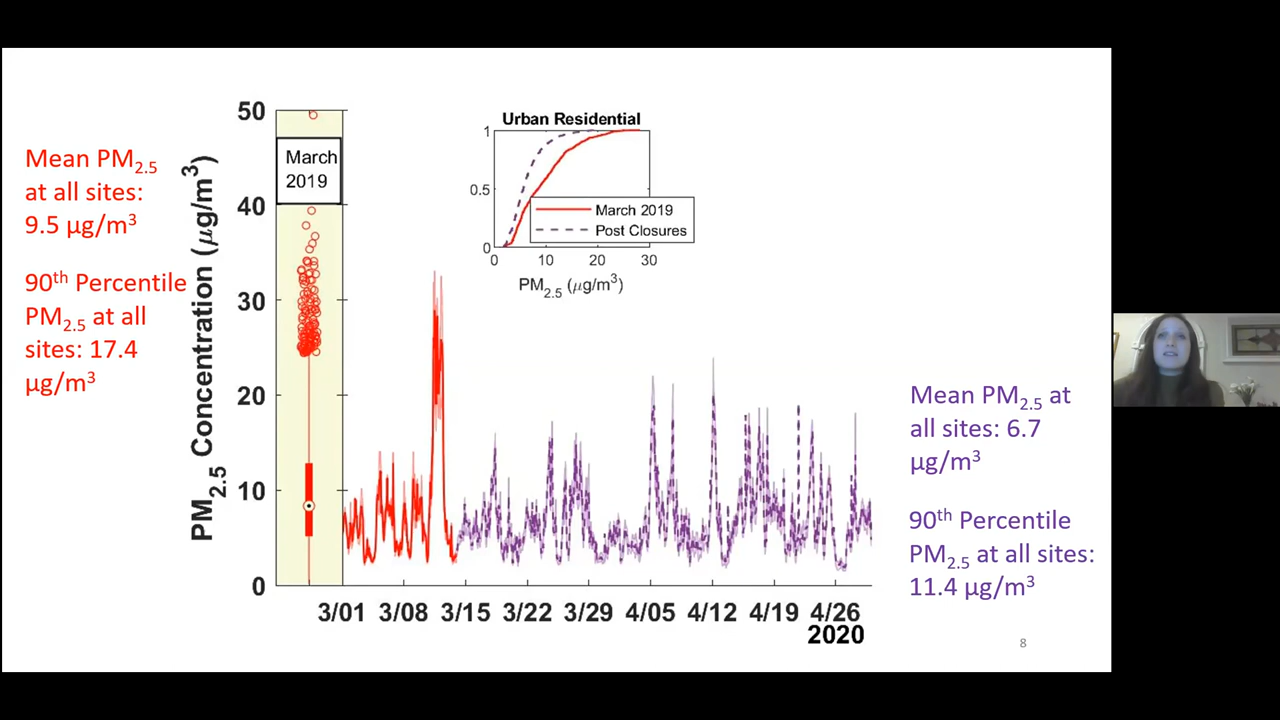 Mean PM2.5
at all sites:
9.5 µg/m³
90th Percentile
PM2.5 at all
sites: 17.4
µg/m³
PM2.5 Concentration (μg/m³)
50
40
30
20
10
0
March
2019
Urban Residential
1
0.5
0
March 2019
Post Closures
0 10 20 30
PM2.5 (μg/m³)
3/01 3/08 3/15 3/22 3/29 4/05 4/12 4/19 4/26
2020
Mean PM2.5 at
all sites: 6.7
µg/m³
90th Percentile
PM2.5 at all sites:
11.4 µg/m³
8